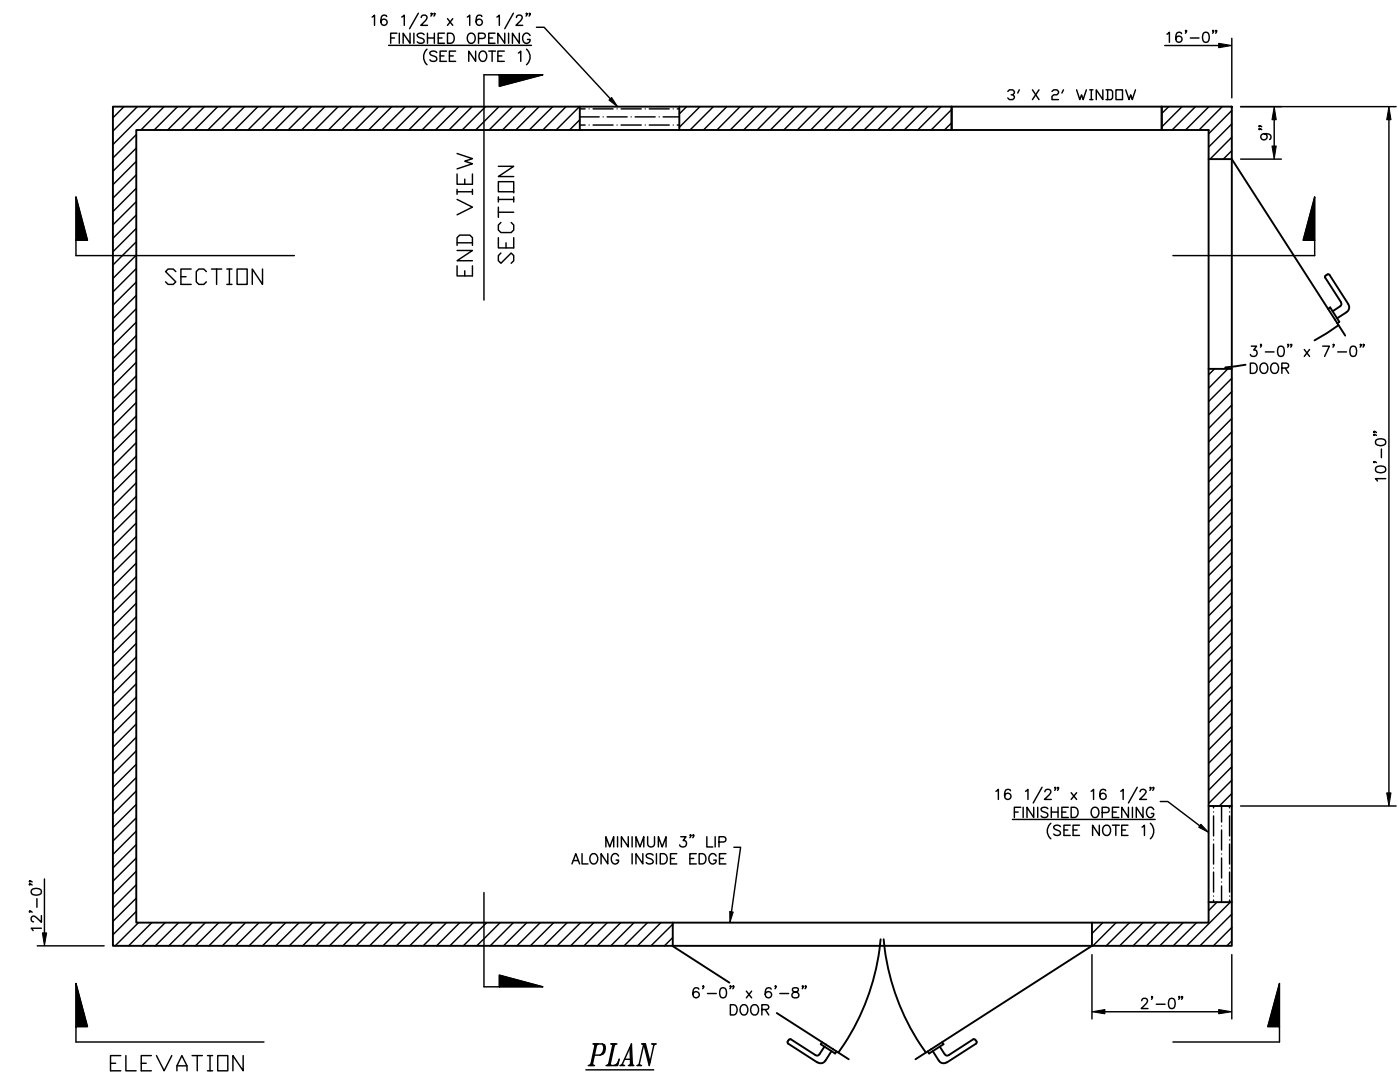 16 1/2” x 16 1/2”
FINISHED OPENING
(SEE NOTE 1)
16’-0”
3’ X 2’ WINDOW
9”
END VIEW
SECTION
SECTION
3’-0” x 7’-0”
DOOR
10’-0”
16 1/2” x 16 1/2”
FINISHED OPENING
(SEE NOTE 1)
MINIMUM 3” LIP
ALONG INSIDE EDGE
12’-0”
6’-0” x 6’-8”
DOOR
2’-0”
PLAN
ELEVATION